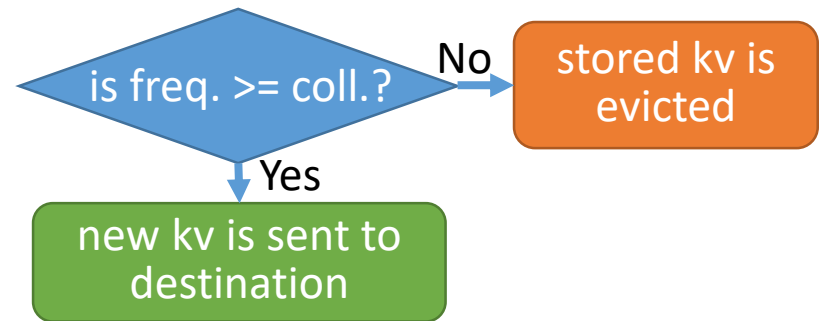 is freq. >= coll.?
No
stored kv is
evicted
Yes
new kv is sent to
destination